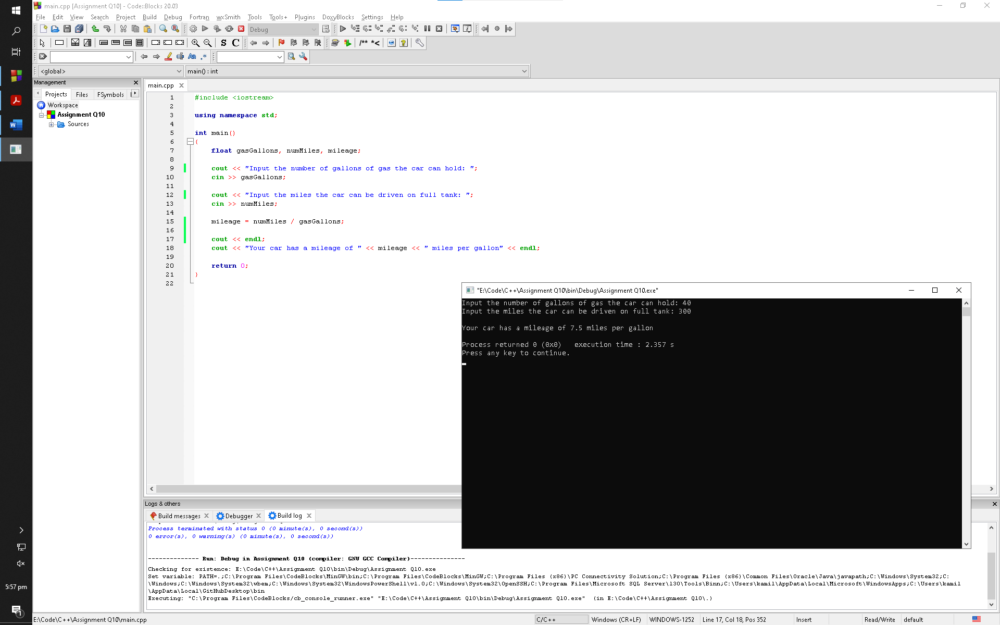 main.cpp [Assignment Q10] - Code::Blocks 20.03
File Edit View Search Project Build Debug Fortran wxSmith Tools Tools+ Plugins DoxyBlocks Settings Help
Debug
S C /** *<
Aa .*
<global> main() : int
Management
Projects Files FSymbols
Workspace
Assignment Q10
Sources
main.cpp
1 #include <iostream>
2
3 using namespace std;
4
5 int main()
6 {
7 float gasGallons, numMiles, mileage;
8
9 cout << "Input the number of gallons of gas the car can hold: ";
10 cin >> gasGallons;
11
12 cout << "Input the miles the car can be driven on full tank: ";
13 cin >> numMiles;
14
15 mileage = numMiles / gasGallons;
16
17 cout << endl;
18 cout << "Your car has a mileage of " << mileage << " miles per gallon" << endl;
19
20 return 0;
21 }
22
"E:\Code\C++\Assignment Q10\bin\Debug\Assignment Q10.exe"
Input the number of gallons of gas the car can hold: 40
Input the miles the car can be driven on full tank: 300
Your car has a mileage of 7.5 miles per gallon
Process returned 0 (0x0)   execution time : 2.357 s
Press any key to continue.
Logs & others
Build messages Debugger Build log
Process terminated with status 0 (0 minute(s), 0 second(s))
0 error(s), 0 warning(s) (0 minute(s), 0 second(s))
-------------- Run: Debug in Assignment Q10 (compiler: GNU GCC Compiler)---------------
Checking for existence: E:\Code\C++\Assignment Q10\bin\Debug\Assignment Q10.exe
Set variable: PATH=.;C:\Program Files\CodeBlocks\MinGW\bin;C:\Program Files\CodeBlocks\MinGW;C:\Program Files (x86)\PC Connectivity Solution;C:\Program Files (x86)\Common Files\Oracle\Java\javapath;C:\Windows\System32;C:
\Windows;C:\Windows\System32\wbem;C:\Windows\System32\WindowsPowerShell\v1.0;C:\Windows\System32\OpenSSH;C:\Program Files\Microsoft SQL Server\130\Tools\Binn;C:\Users\kamil\AppData\Local\Microsoft\WindowsApps;C:\Users\kamil
\AppData\Local\GitHubDesktop\bin
Executing: "C:\Program Files\CodeBlocks/cb_console_runner.exe" "E:\Code\C++\Assignment Q10\bin\Debug\Assignment Q10.exe"  (in E:\Code\C++\Assignment Q10\.)
5:57 pm
1
E:\Code\C++\Assignment Q10\main.cpp C/C++ Windows (CR+LF) WINDOWS-1252 Line 17, Col 18, Pos 352 Insert Read/Write default